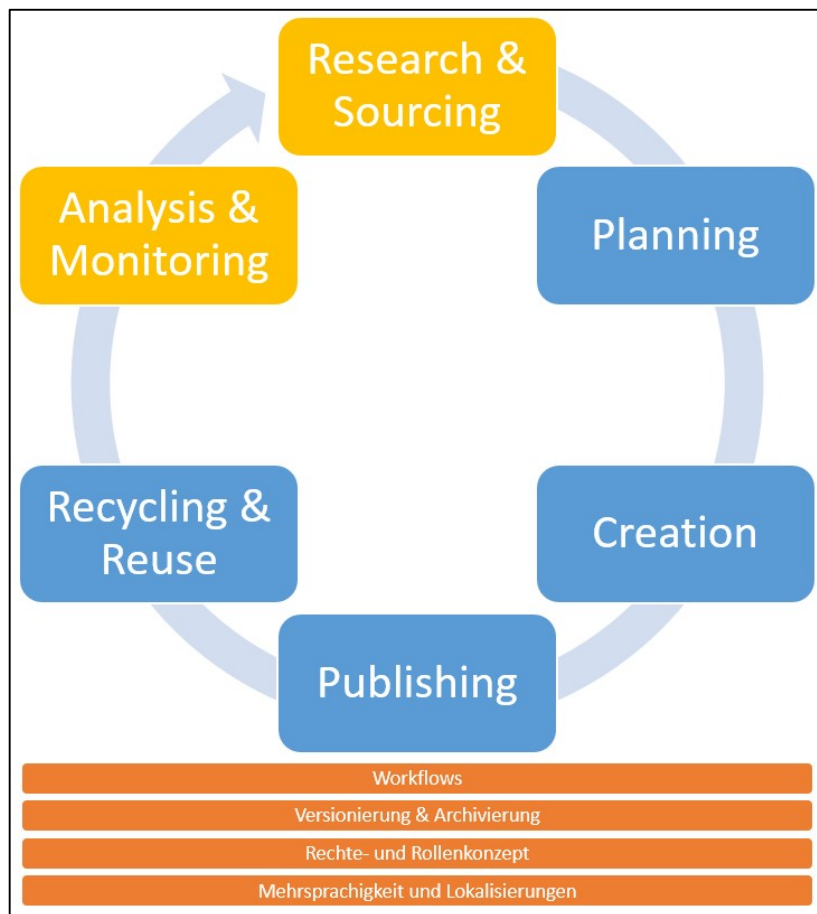 Research &
Sourcing
Planning
Creation
Publishing
Recycling &
Reuse
Analysis &
Monitoring
Workflows
Versionierung & Archivierung
Rechte- und Rollenkonzept
Mehrsprachigkeit und Lokalisierungen